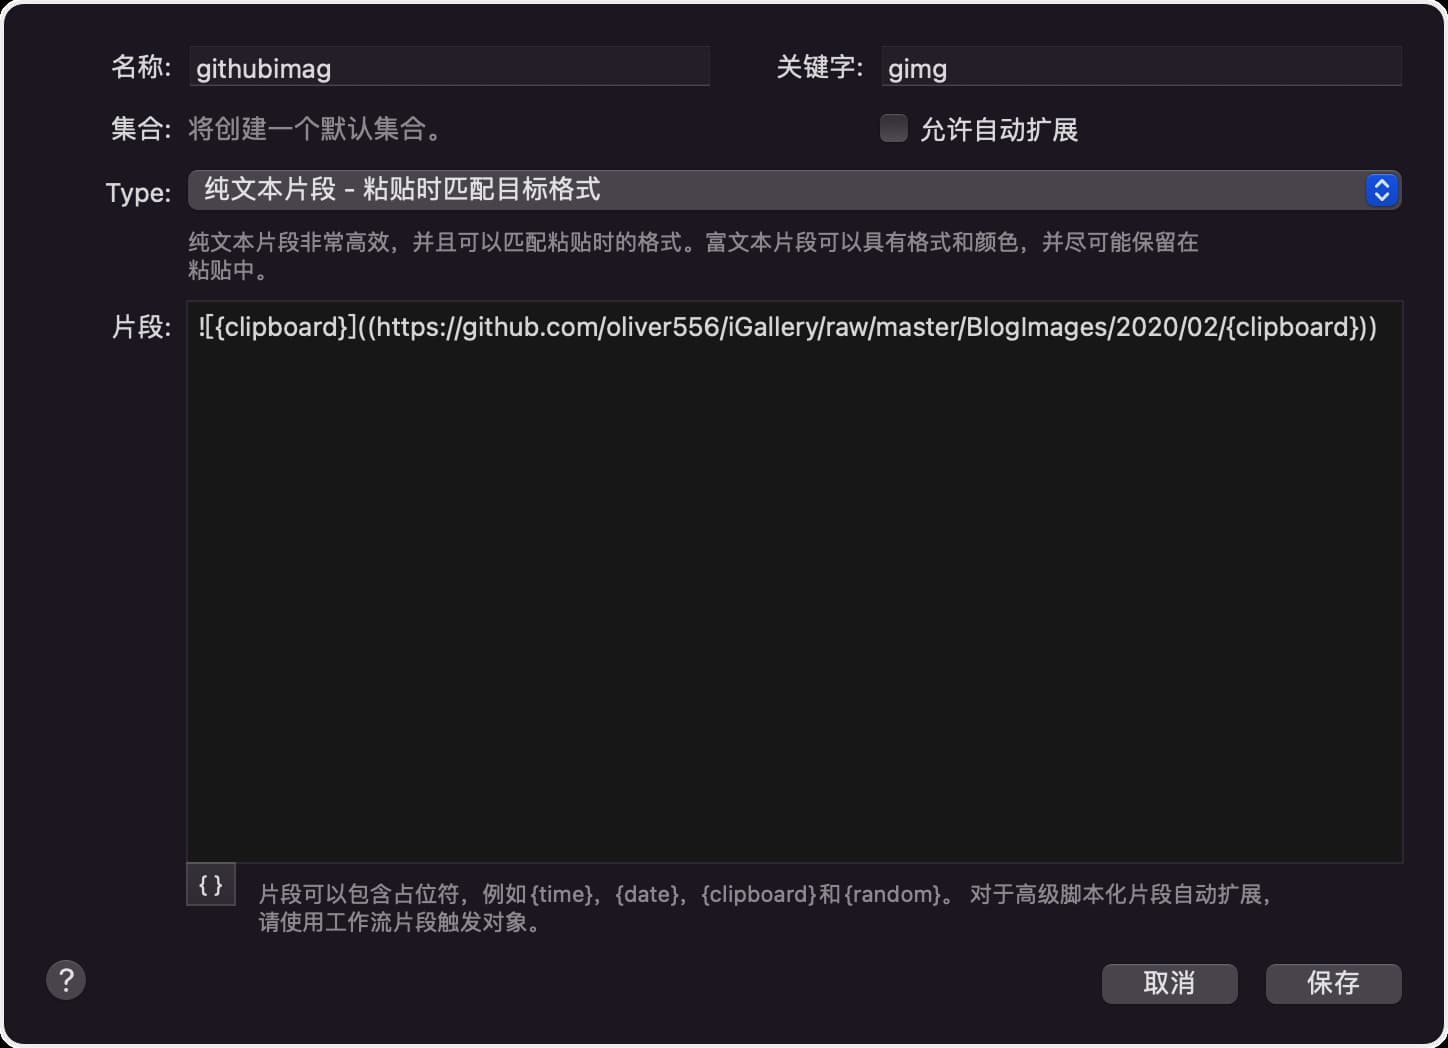 名称: githubimag 关键字: gimg
集合: 将创建一个默认集合。 允许自动扩展
Type: 纯文本片段 - 粘贴时匹配目标格式
纯文本片段非常高效，并且可以匹配粘贴时的格式。富文本片段可以具有格式和颜色，并尽可能保留在
粘贴中。
片段: ![{clipboard}]((https://github.com/oliver556/iGallery/raw/master/BlogImages/2020/02/{clipboard}))
{} 片段可以包含占位符，例如{time}，{date}，{clipboard}和{random}。 对于高级脚本化片段自动扩展，
请使用工作流片段触发对象。
? 取消 保存